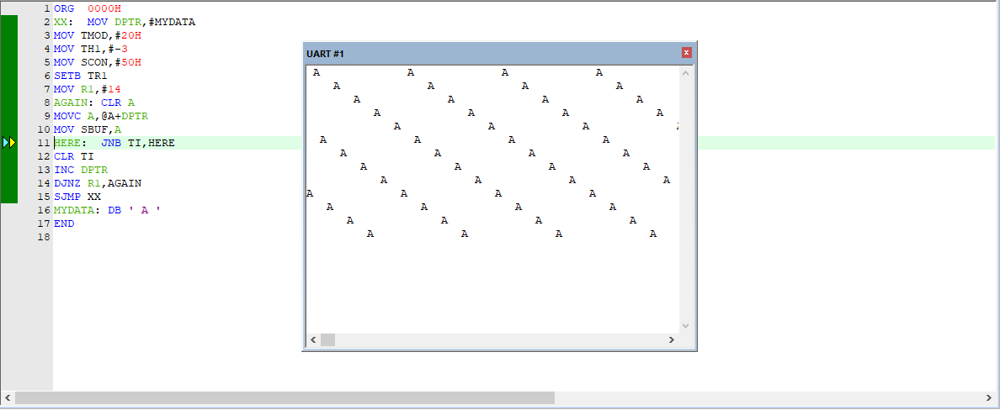 1 ORG  0000H
2 XX:  MOV DPTR,#MYDATA
3 MOV TMOD,#20H
4 MOV TH1,#-3
5 MOV SCON,#50H
6 SETB TR1
7 MOV R1,#14
8 AGAIN: CLR A
9 MOVC A,@A+DPTR
10 MOV SBUF,A
11 HERE:  JNB TI,HERE
12 CLR TI
13 INC DPTR
14 DJNZ R1,AGAIN
15 SJMP XX
16 MYDATA: DB ' A '
17 END
18
UART #1
A A A A
A A A A
A A A A
A A A A
A A A
A A A A
A A A A
A A A A
A A A A
A A A A
A A A A
A A A A
A A A A